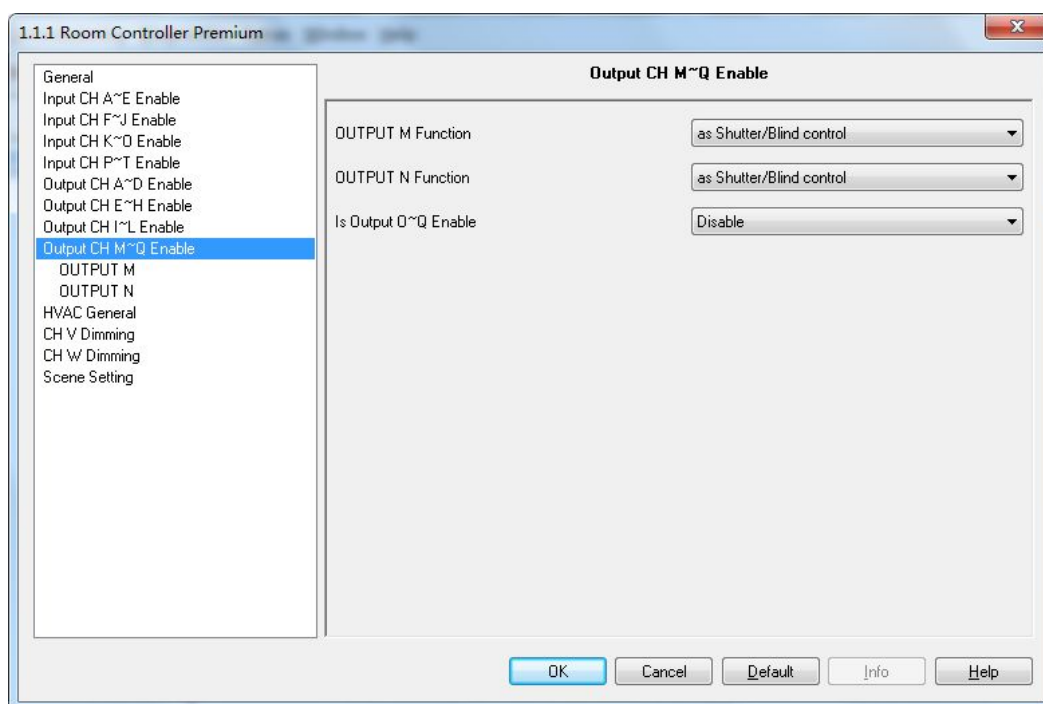 1.1.1 Room Controller Premium
General
Input CH A~E Enable
Input CH F~J Enable
Input CH K~O Enable
Input CH P~T Enable
Output CH A~D Enable
Output CH E~H Enable
Output CH I~L Enable
Output CH M~Q Enable
OUTPUT M
OUTPUT N
HVAC General
CH V Dimming
CH W Dimming
Scene Setting
Output CH M~Q Enable
OUTPUT M Function as Shutter/Blind control
OUTPUT N Function as Shutter/Blind control
Is Output O~Q Enable Disable
OK Cancel Default Info Help